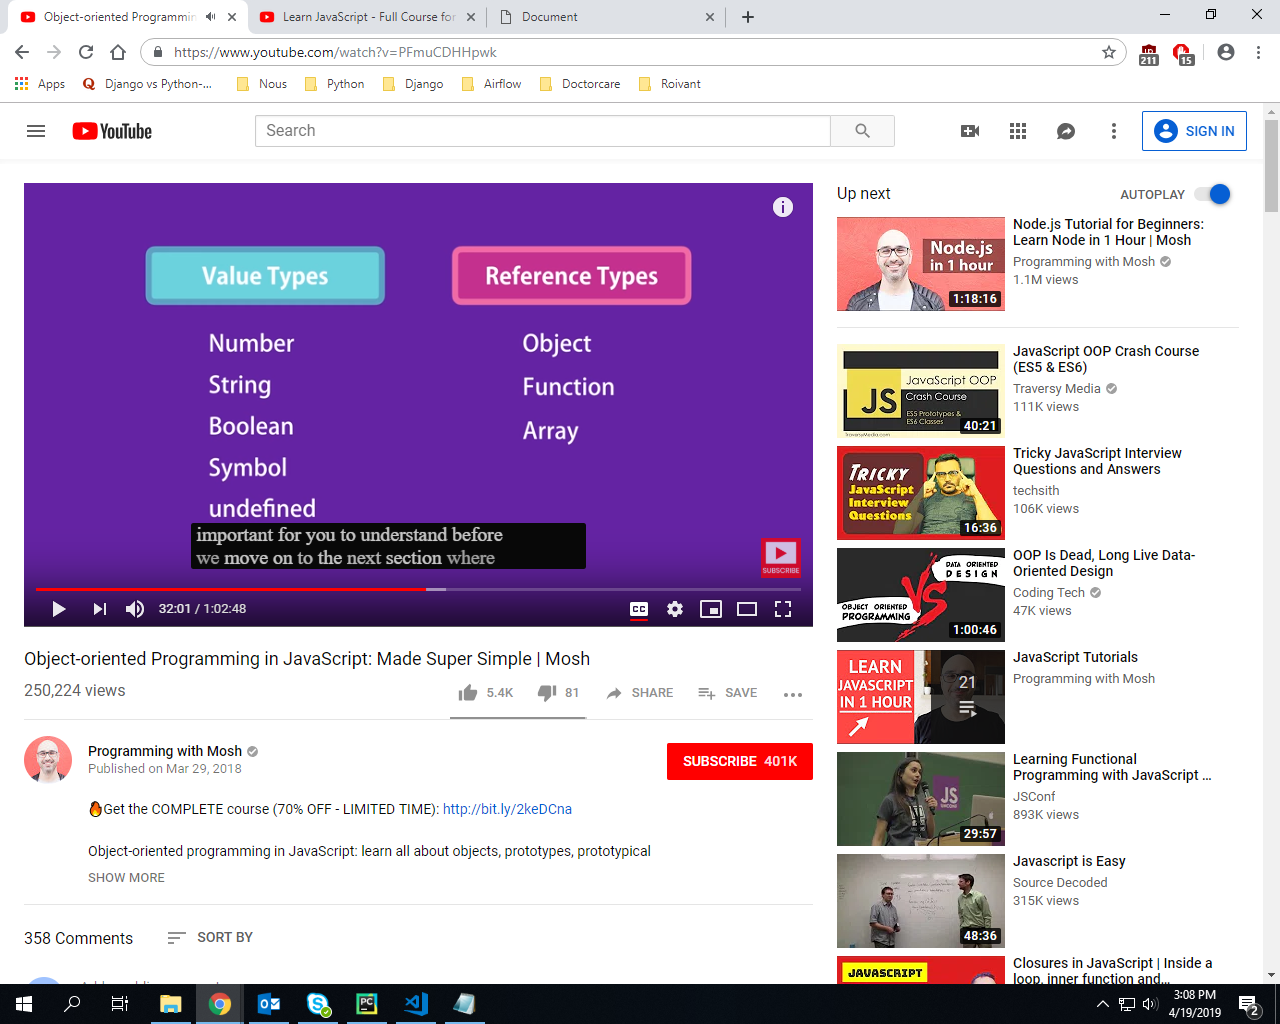 Object-oriented Programmin
Learn JavaScript - Full Course for
Document
https://www.youtube.com/watch?v=PFmuCDHHpwk
211
15
Apps
Django vs Python-...
Nous
Python
Django
Airflow
Doctorcare
Roivant
YouTube
Search
SIGN IN
Value Types
Reference Types
Number
Object
String
Function
Boolean
Array
Symbol
undefined
important for you to understand before
we move on to the next section where
SUBSCRIBE
32:01 / 1:02:48
CC
Object-oriented Programming in JavaScript: Made Super Simple | Mosh
250,224 views
5.4K
81
SHARE
SAVE
Programming with Mosh
Published on Mar 29, 2018
SUBSCRIBE 401K
🔥Get the COMPLETE course (70% OFF - LIMITED TIME): http://bit.ly/2keDCna
Object-oriented programming in JavaScript: learn all about objects, prototypes, prototypical
SHOW MORE
358 Comments
SORT BY
Up next
AUTOPLAY
Node.js
in 1 hour
1:18:16
Node.js Tutorial for Beginners:
Learn Node in 1 Hour | Mosh
Programming with Mosh
1.1M views
JavaScript OOP
Crash Course
ES5 Prototypes &
ES6 Classes
JS
TraversyMedia.com
40:21
JavaScript OOP Crash Course
(ES5 & ES6)
Traversy Media
111K views
TRICKY
JavaScript
Interview
Questions
16:36
Tricky JavaScript Interview
Questions and Answers
techsith
106K views
DATA ORIENTED
DESIGN
VS
OBJECT ORIENTED
PROGRAMMING
1:00:46
OOP Is Dead, Long Live Data-
Oriented Design
Coding Tech
47K views
LEARN
JAVASCRIPT
IN 1 HOUR
21
JavaScript Tutorials
Programming with Mosh
JS
29:57
Learning Functional
Programming with JavaScript ...
JSConf
893K views
48:36
Javascript is Easy
Source Decoded
315K views
JAVASCRIPT
Closures in JavaScript | Inside a
loop, inner function and...
PC
3:08 PM
4/19/2019
2